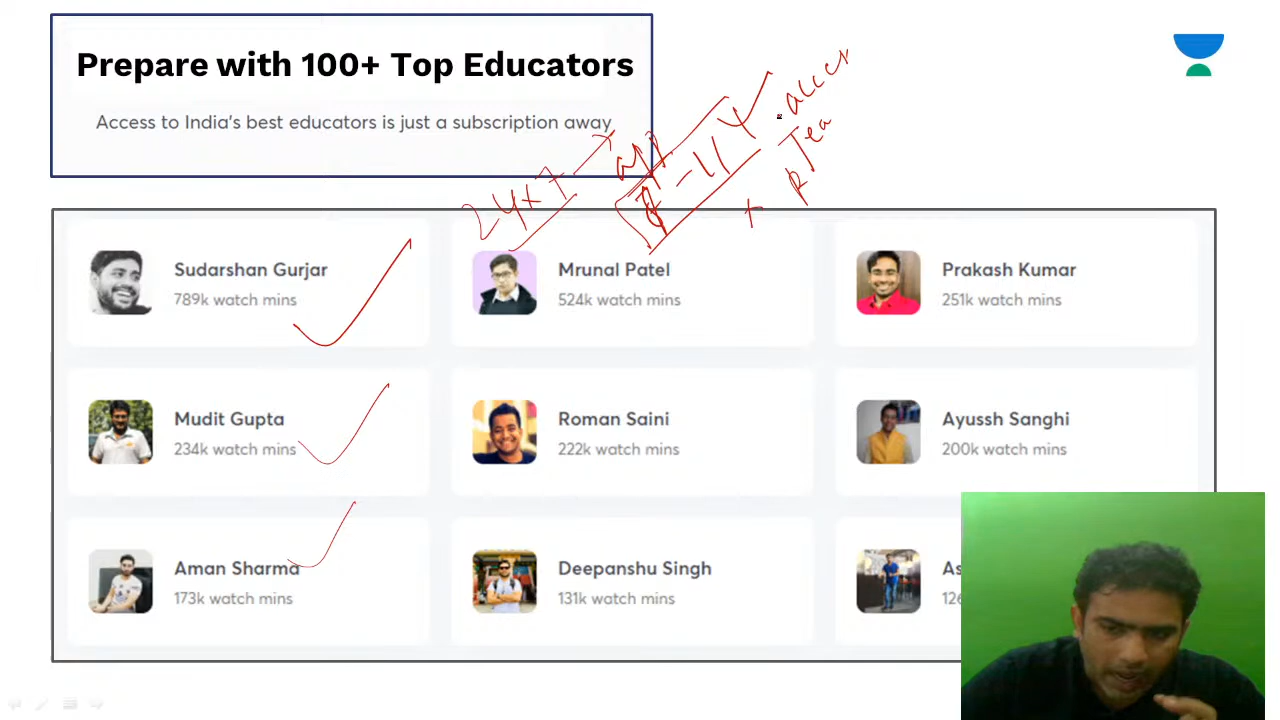 Prepare with 100+ Top Educators
Access to India's best educators is just a subscription away
24x7
app
Sudarshan Gurjar
789k watch mins
Mrunal Patel
524k watch mins
Prakash Kumar
251k watch mins
Mudit Gupta
234k watch mins
Roman Saini
222k watch mins
Ayussh Sanghi
200k watch mins
Aman Sharma
173k watch mins
Deepanshu Singh
131k watch mins